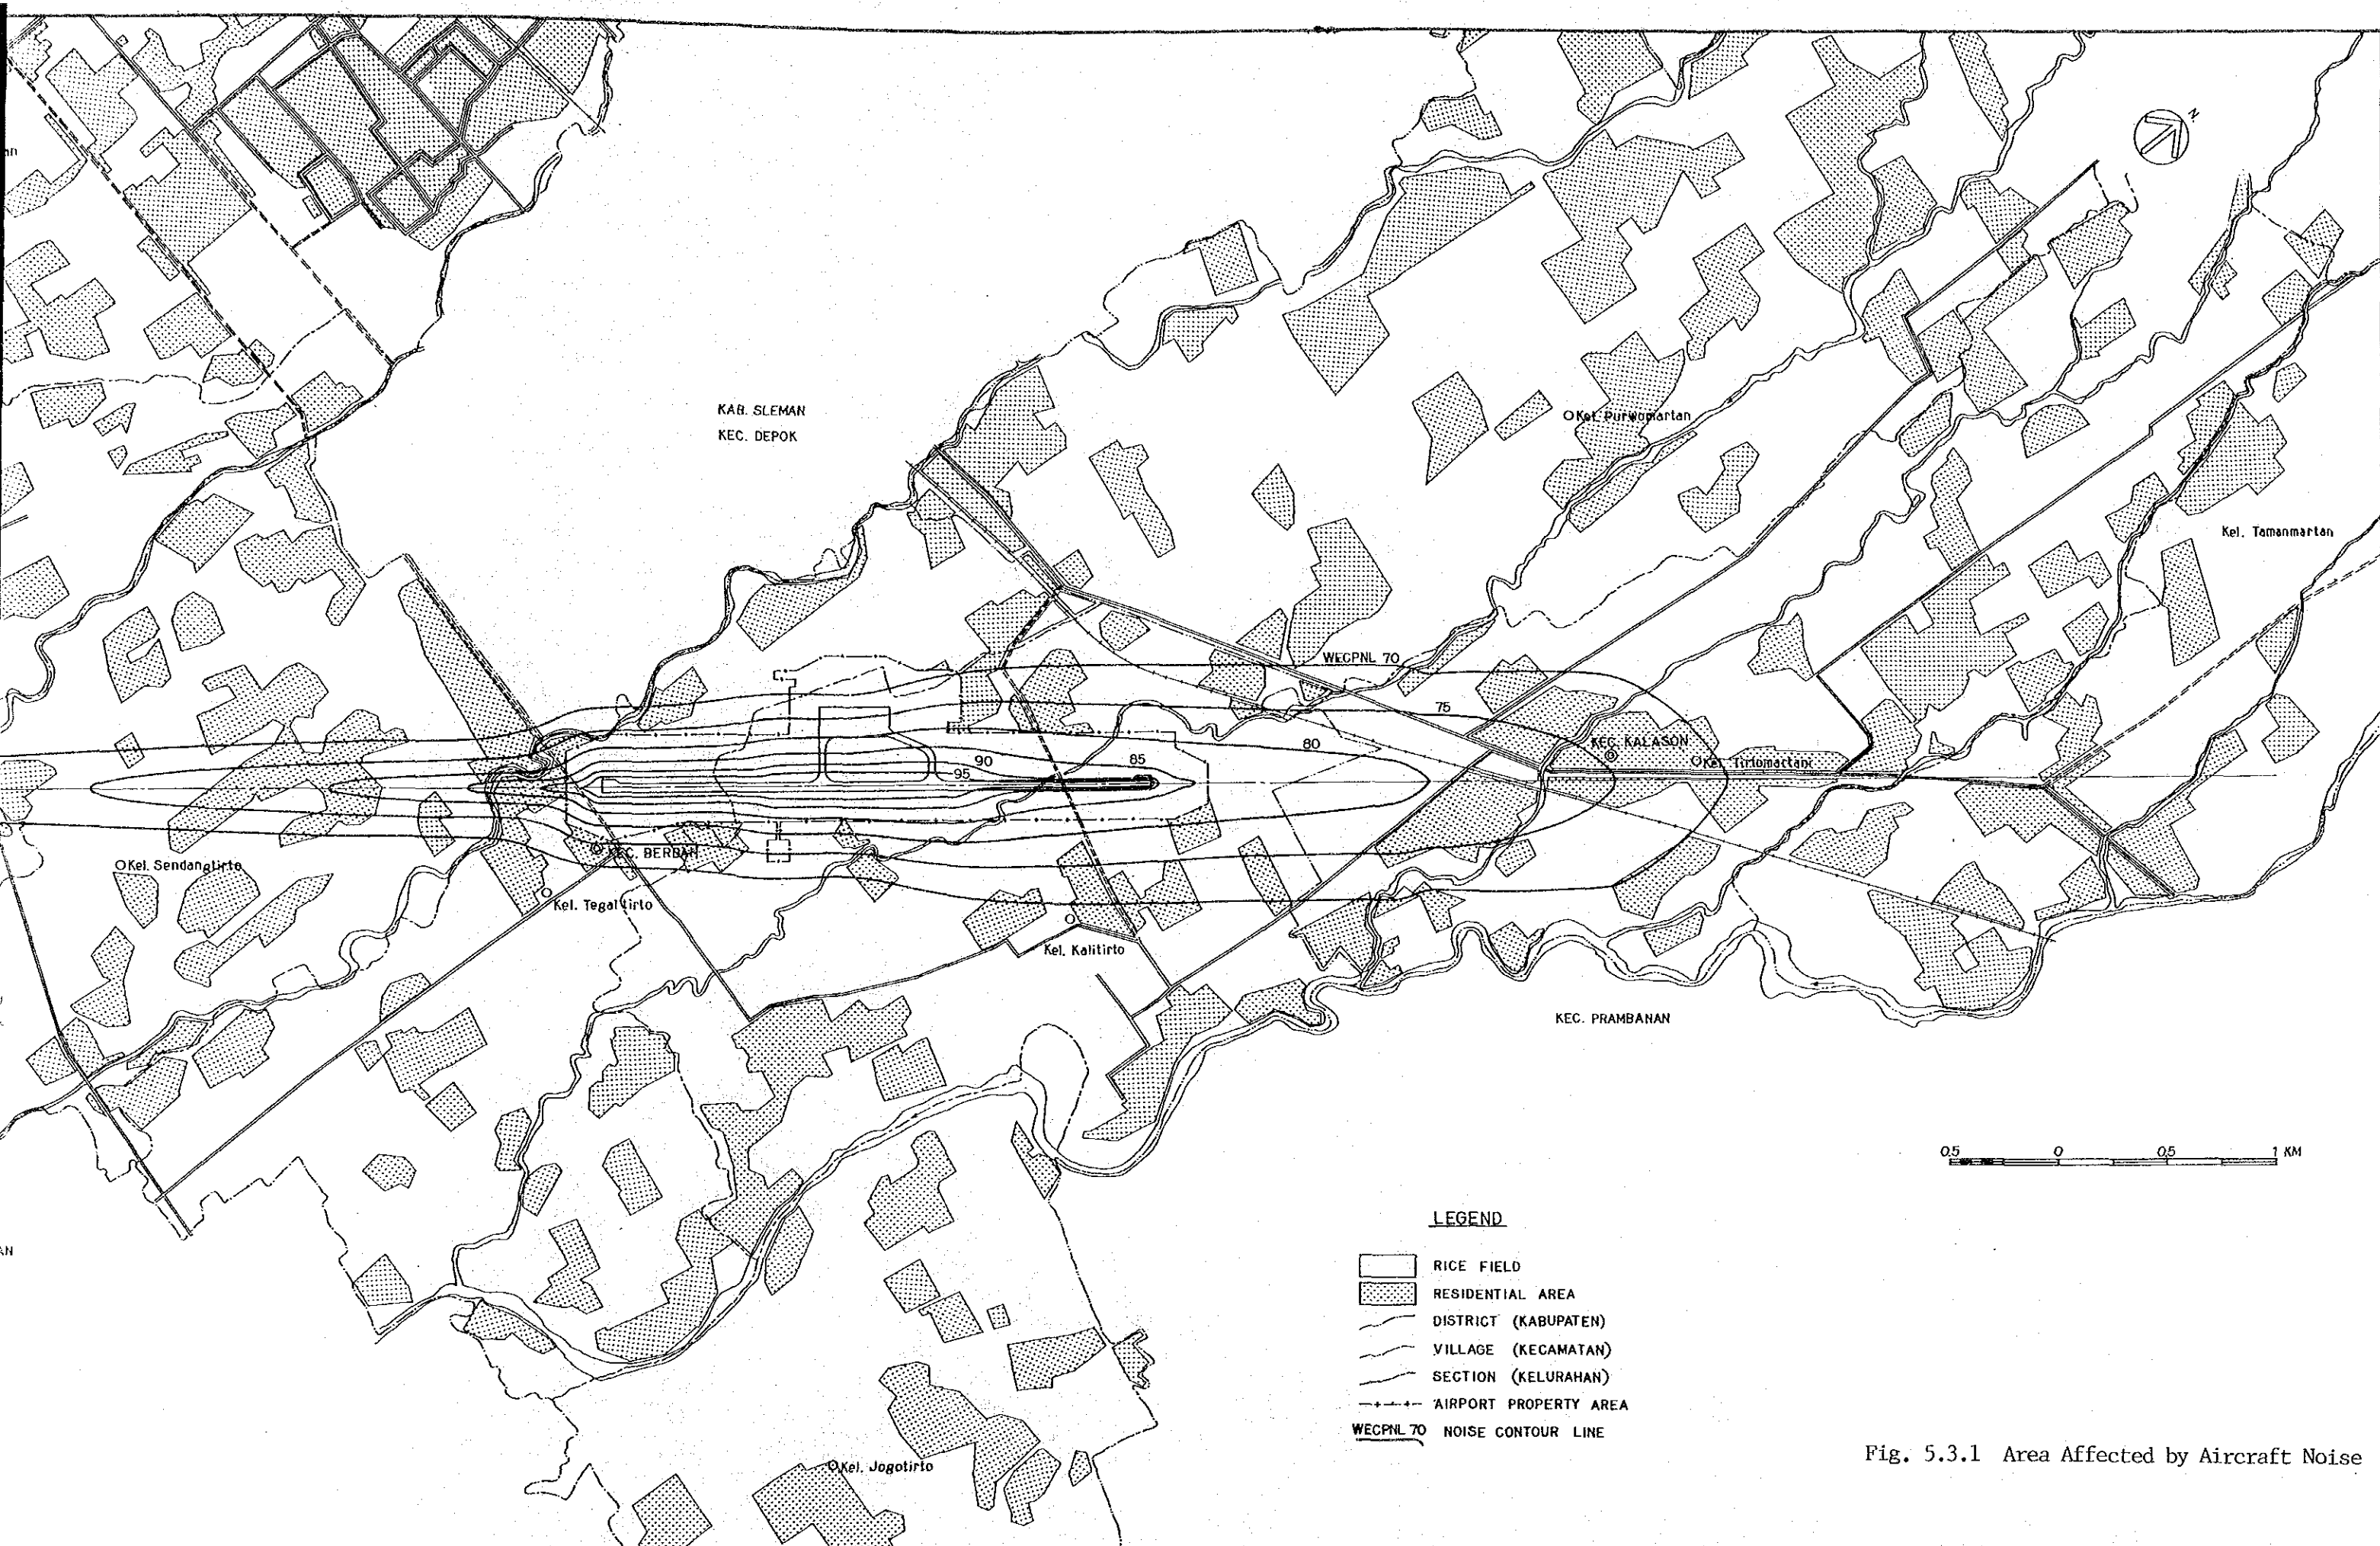 N
an
KAB. SLEMAN
KEC. DEPOK
Kel. Purwomartan
Kel. Tamanmartan
WECPNL 70
75
80
KEC. KALASON
Kel. Tirtomartani
85
90
95
KEC. BERBAH
Kel. Sendangtirto
Kel. Tegaltirto
Kel. Kalitirto
KEC. PRAMBANAN
0.5 0 0.5 1 KM
AN
LEGEND
RICE FIELD
RESIDENTIAL AREA
DISTRICT (KABUPATEN)
VILLAGE (KECAMATAN)
SECTION (KELURAHAN)
AIRPORT PROPERTY AREA
WECPNL 70 NOISE CONTOUR LINE
Kel. Jogotirto
Fig. 5.3.1 Area Affected by Aircraft Noise